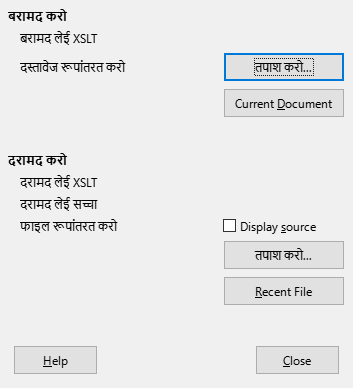 बरामद करो
बरामद लेई XSLT
दस्तावेज रूपांतरत करो
तपाश करो...
Current Document
दरामद करो
दरामद लेई XSLT
दरामद लेई सच्चा
फाइल रूपांतरत करो
Display source
तपाश करो...
Recent File
Help
Close